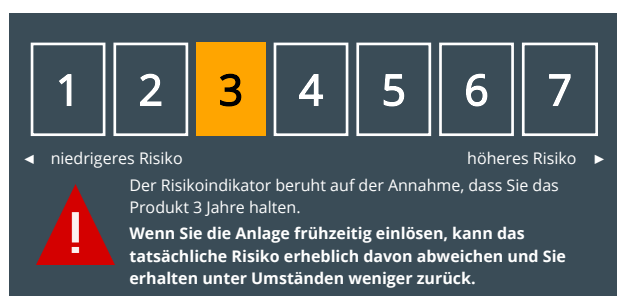 1 2 3 4 5 6 7
◄ niedrigeres Risiko höheres Risiko ►
Der Risikoindikator beruht auf der Annahme, dass Sie das
Produkt 3 Jahre halten.
!
Wenn Sie die Anlage frühzeitig einlösen, kann das
tatsächliche Risiko erheblich davon abweichen und Sie
erhalten unter Umständen weniger zurück.